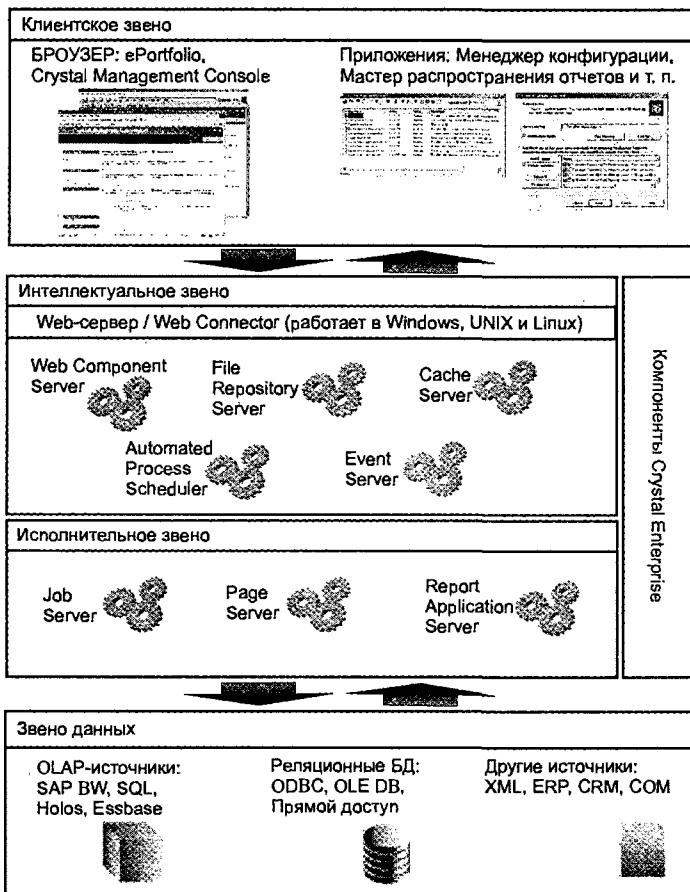 Клиентское звено
БРОУЗЕР: ePortfolio,
Crystal Management Console
Приложения: Менеджер конфигурации,
Мастер распространения отчетов и т. п.
Интеллектуальное звено
Web-сервер / Web Connector (работает в Windows, UNIX и Linux)
Web Component
Server
File
Repository
Server
Cache
Server
Automated
Process
Scheduler
Event
Server
Компоненты Crystal Enterprise
Исполнительное звено
Job
Server
Page
Server
Report
Application
Server
Звено данных
OLAP-источники:
SAP BW, SQL,
Holos, Essbase
Реляционные БД:
ODBC, OLE DB,
Прямой доступ
Другие источники:
XML, ERP, CRM, COM